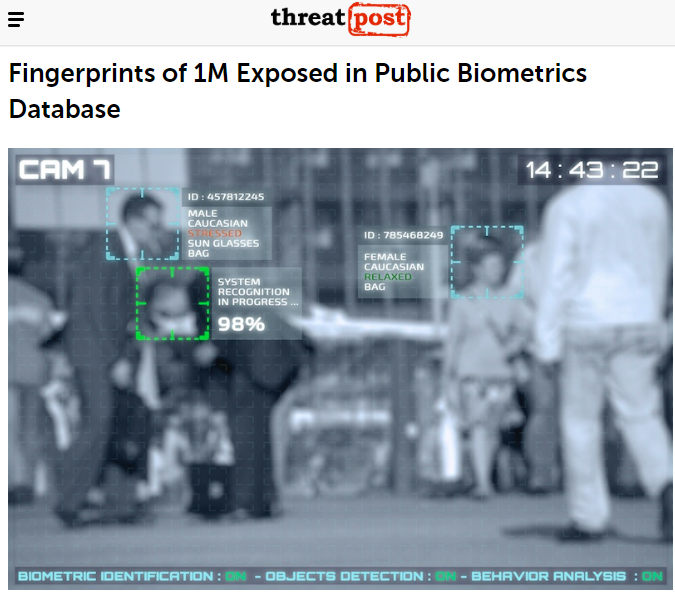 threatpost
Fingerprints of 1M Exposed in Public Biometrics
Database
CAM 7
14:43:22
ID : 457812245
MALE
CAUCASIAN
STRESSED
SUN GLASSES
BAG
ID : 785468249
FEMALE
CAUCASIAN
RELAXED
BAG
SYSTEM
RECOGNITION
IN PROGRESS ...
98%
BIOMETRIC IDENTIFICATION : ON - OBJECTS DETECTION : ON - BEHAVIOR ANALYSIS : ON